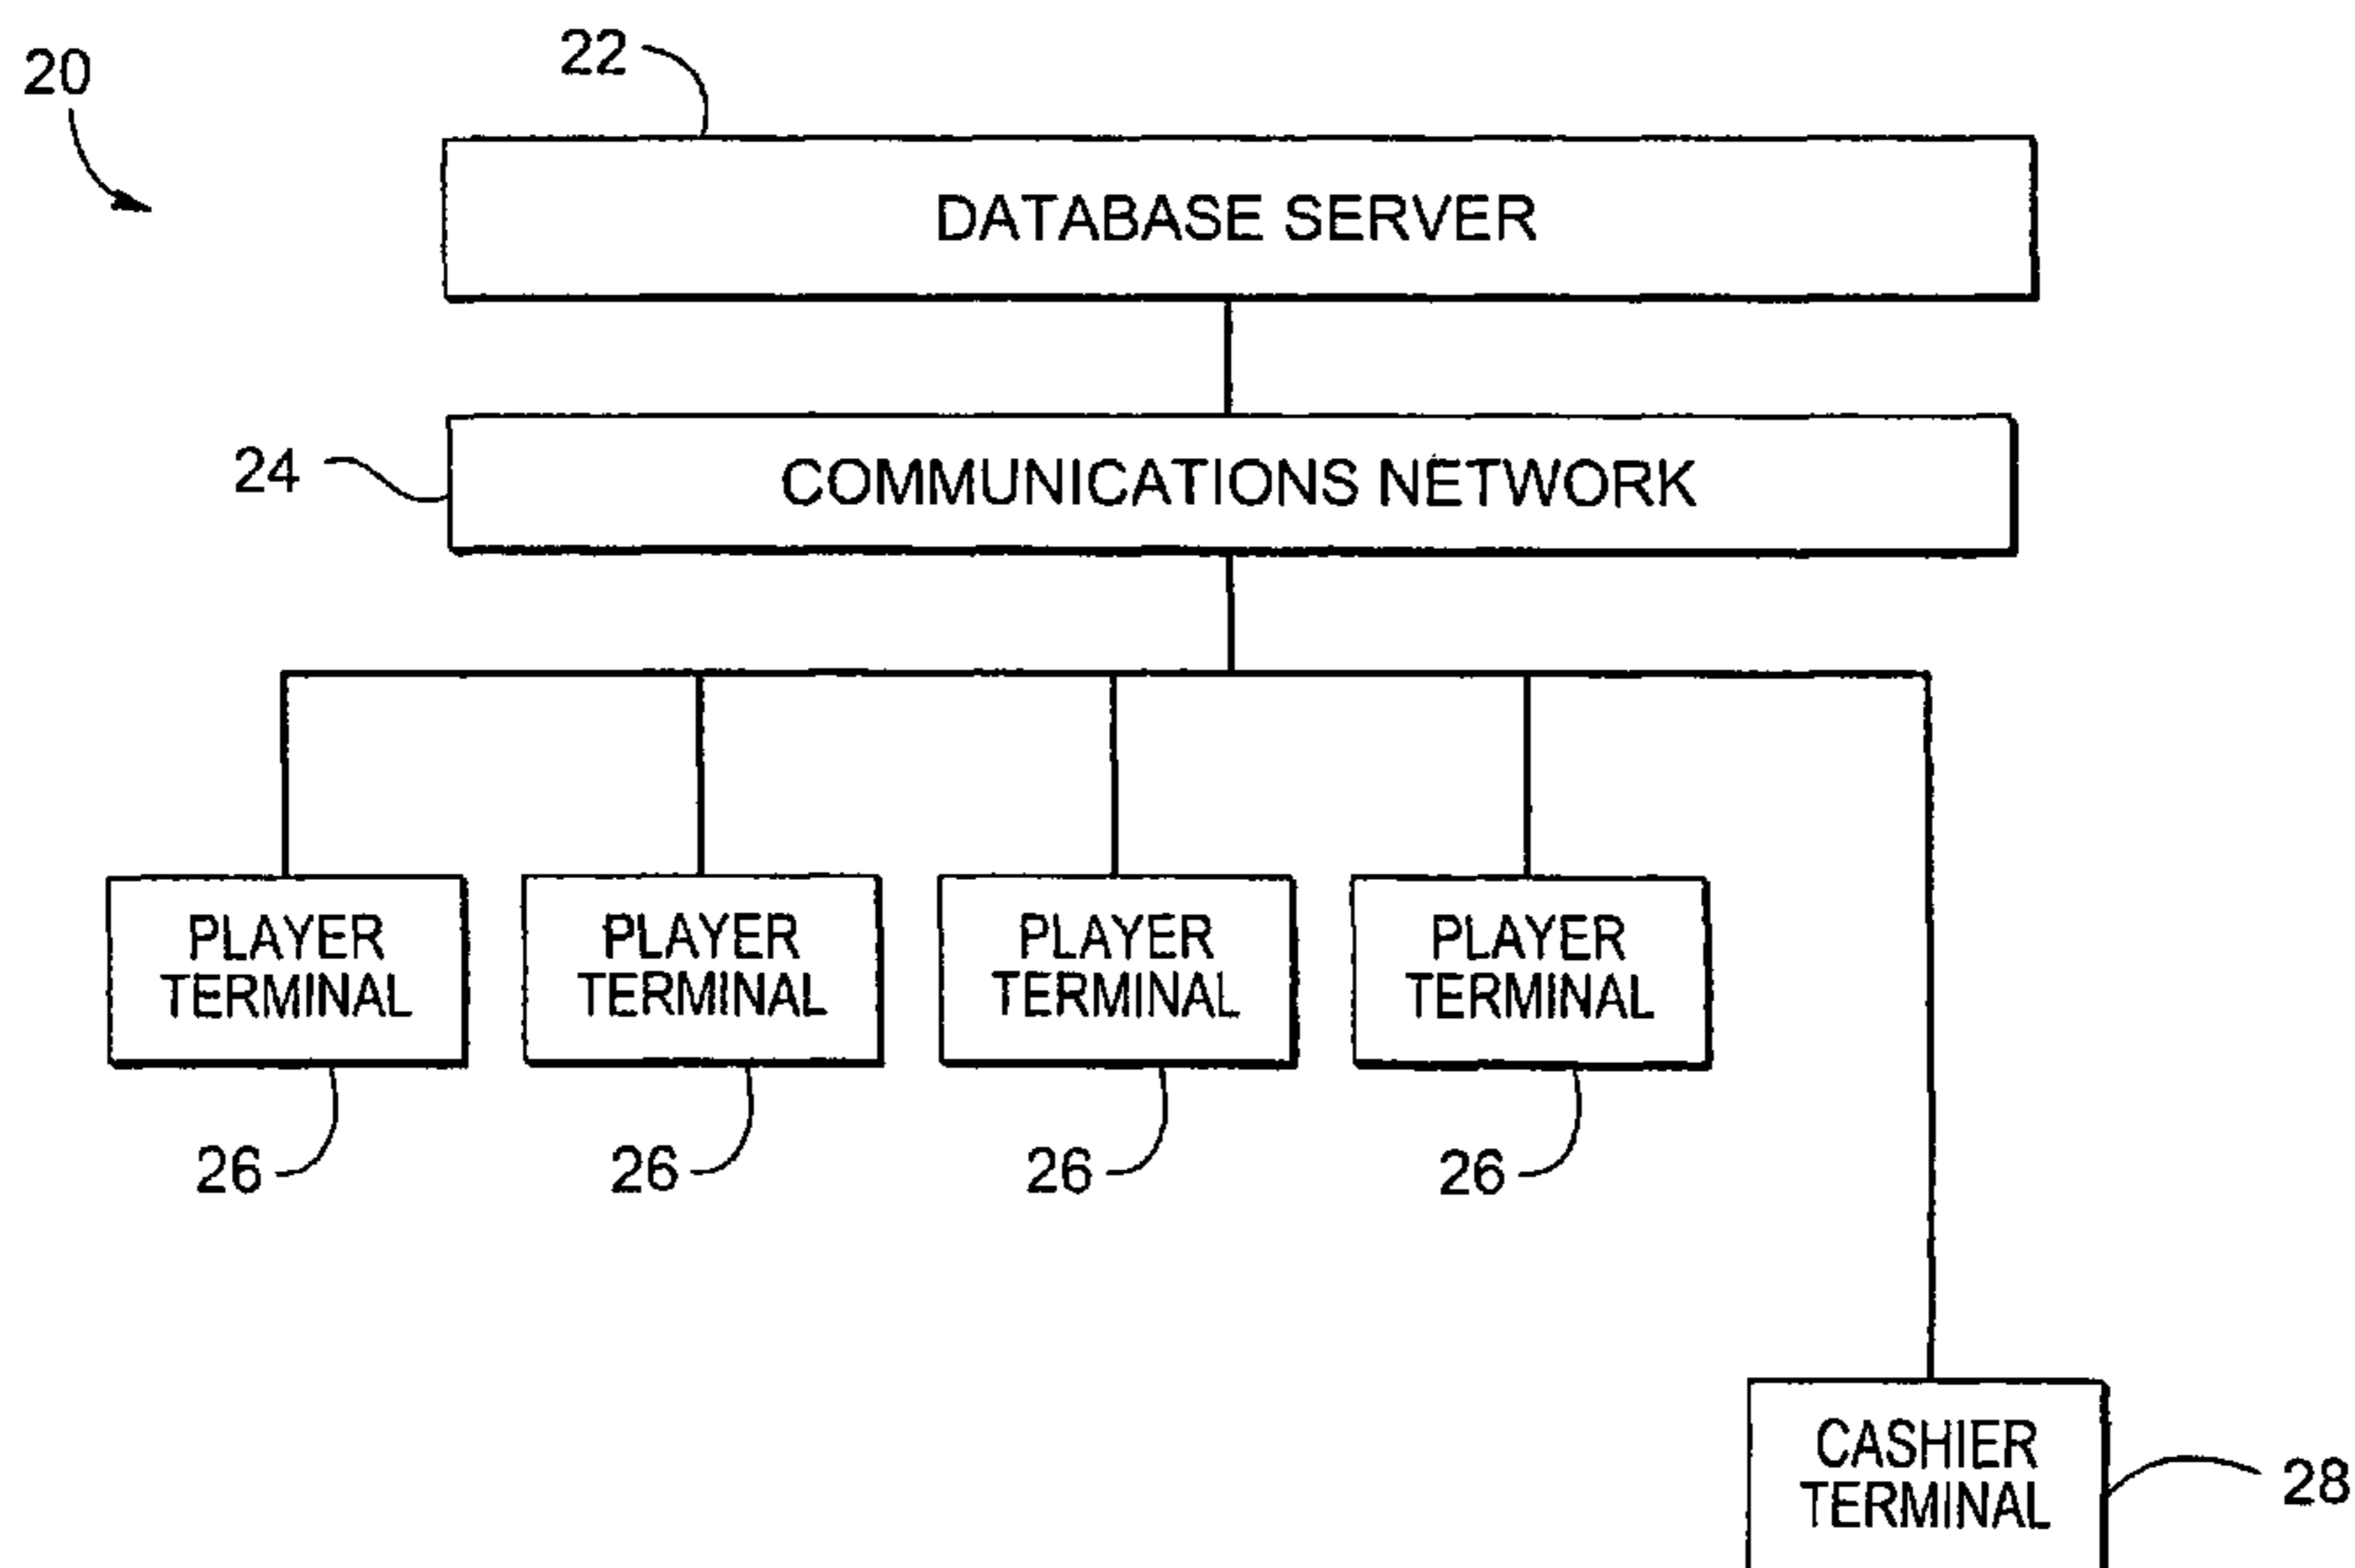 20
22
DATABASE SERVER
24
COMMUNICATIONS NETWORK
PLAYER
TERMINAL
PLAYER
TERMINAL
PLAYER
TERMINAL
PLAYER
TERMINAL
26
26
26
26
CASHIER
TERMINAL
28